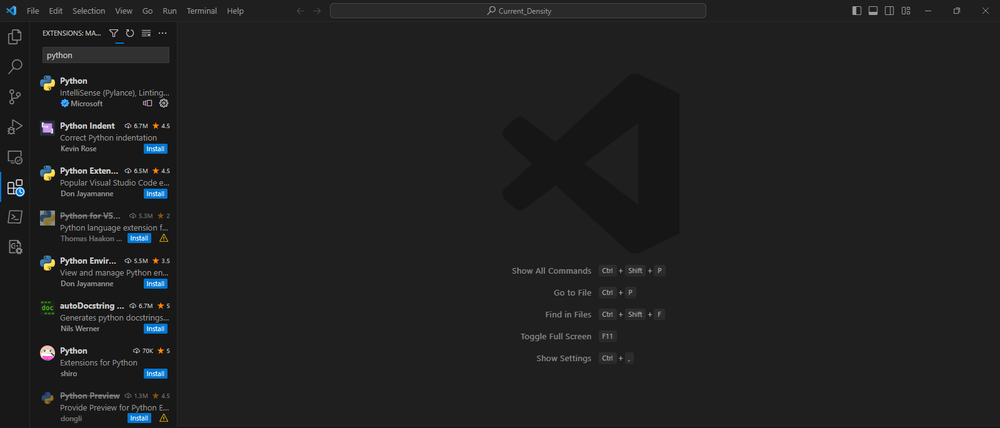 File Edit Selection View Go Run Terminal Help
Current_Density
EXTENSIONS: MA...
python
Python
IntelliSense (Pylance), Linting...
Microsoft
Python Indent 6.7M 4.5
Correct Python indentation
Kevin Rose Install
Python Exten... 6.5M 4.5
Popular Visual Studio Code e...
Don Jayamanne Install
Python for VS... 5.3M 2
Python language extension f...
Thomas Haakon ... Install
Python Envir... 5.5M 3.5
View and manage Python en...
Don Jayamanne Install
"""
doc
"""
autoDocstring ... 6.7M 5
Generates python docstrings...
Nils Werner Install
Python 70K 5
Extensions for Python
shiro Install
Python Preview 1.3M 4.5
Provide Preview for Python E...
dongli Install
Show All Commands Ctrl + Shift + P
Go to File Ctrl + P
Find in Files Ctrl + Shift + F
Toggle Full Screen F11
Show Settings Ctrl + ,